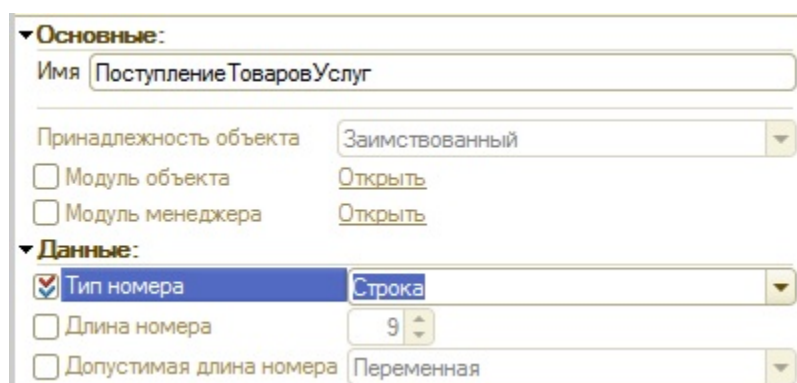 Основные:
Имя ПоступлениеТоваровУслуг
Принадлежность объекта Заимствованный
Модуль объекта Открыть
Модуль менеджера Открыть
Данные:
Тип номера Строка
Длина номера 9
Допустимая длина номера Переменная